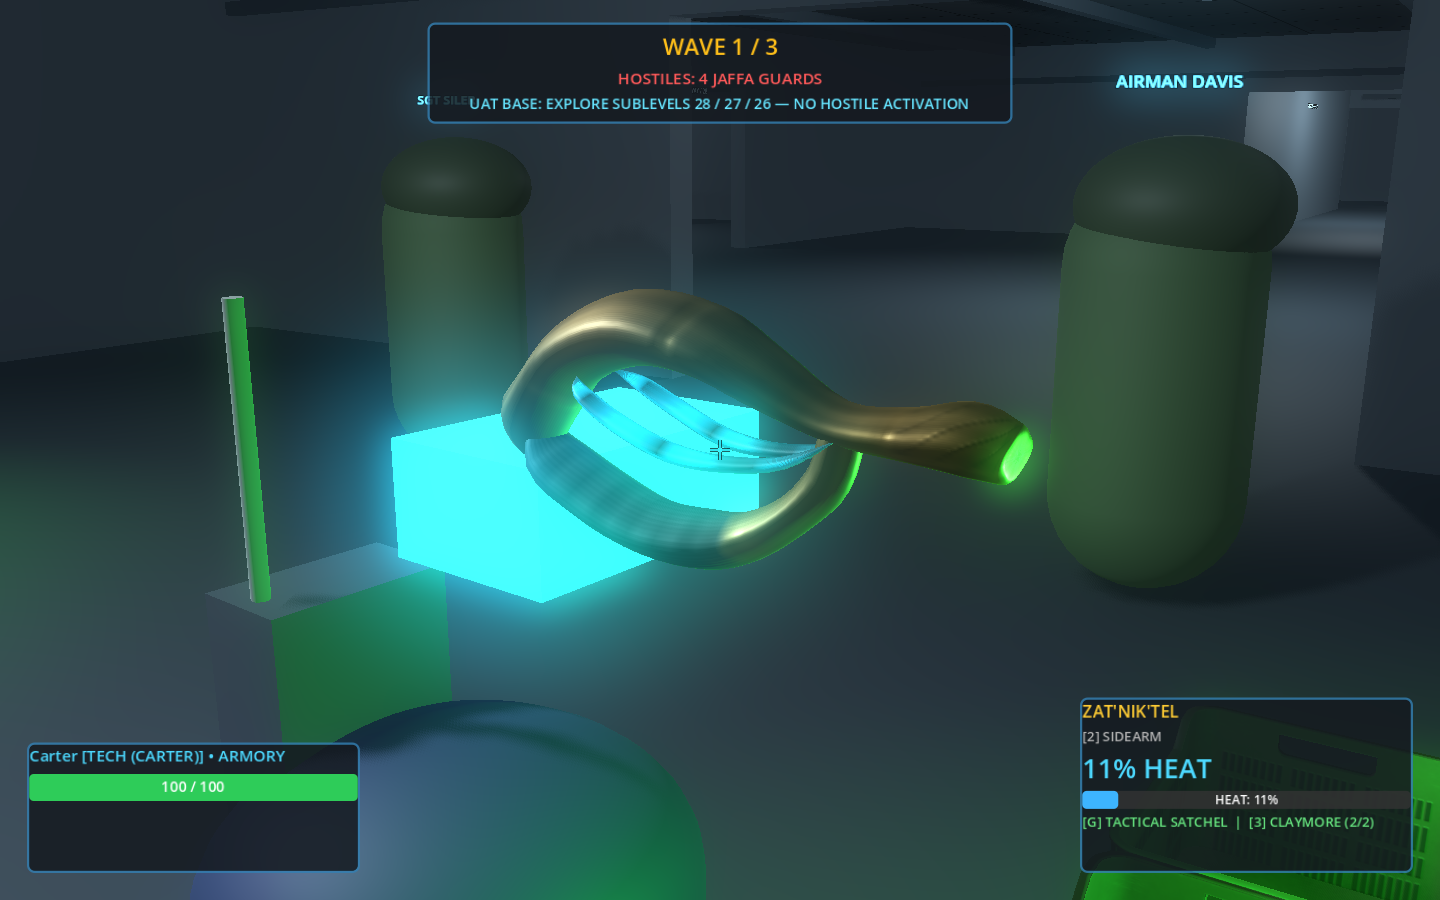 WAVE 1 / 3
HOSTILES: 4 JAFFA GUARDS
UAT BASE: EXPLORE SUBLEVELS 28 / 27 / 26 — NO HOSTILE ACTIVATION
SGT SILER
AIRMAN DAVIS
Carter [TECH (CARTER)] • ARMORY
100 / 100
ZAT'NIK'TEL
[2] SIDEARM
11% HEAT
HEAT: 11%
[G] TACTICAL SATCHEL | [3] CLAYMORE (2/2)